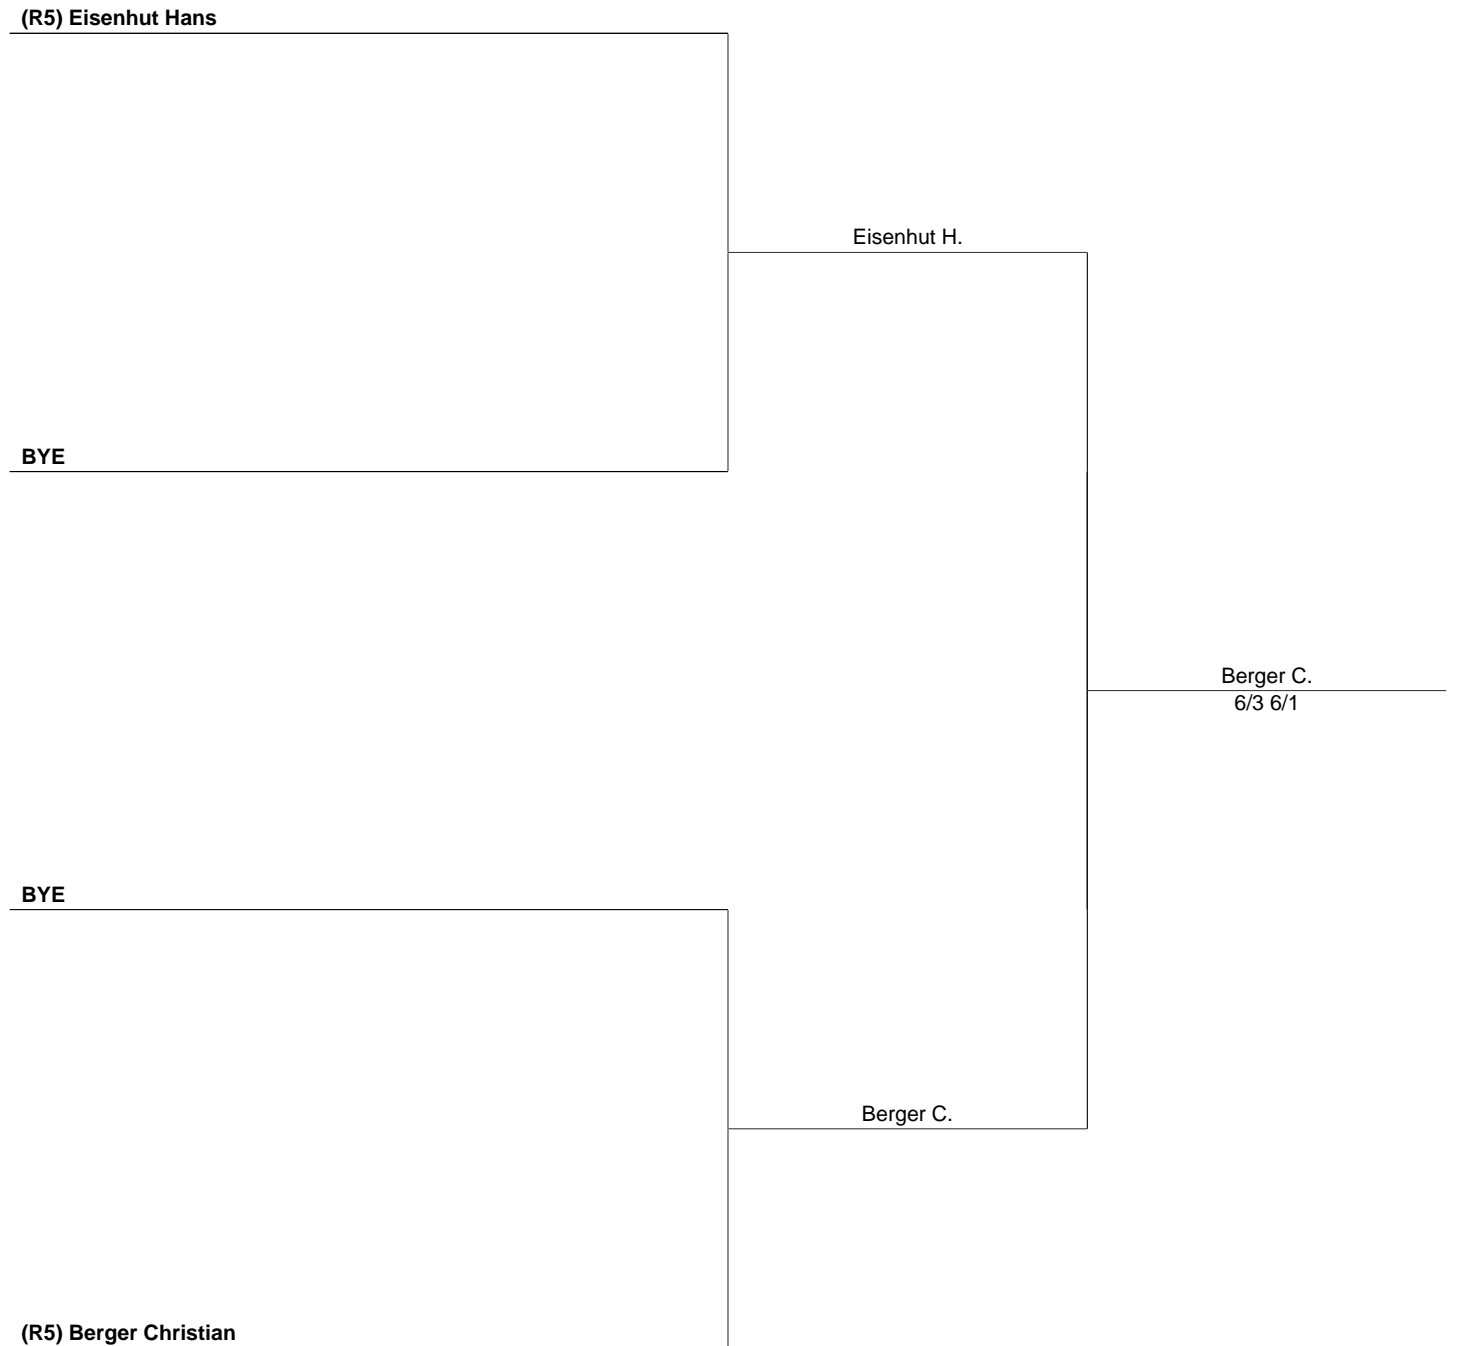 (R5) Eisenhut Hans
Eisenhut H.
BYE
Berger C.
6/3 6/1
BYE
Berger C.
(R5) Berger Christian